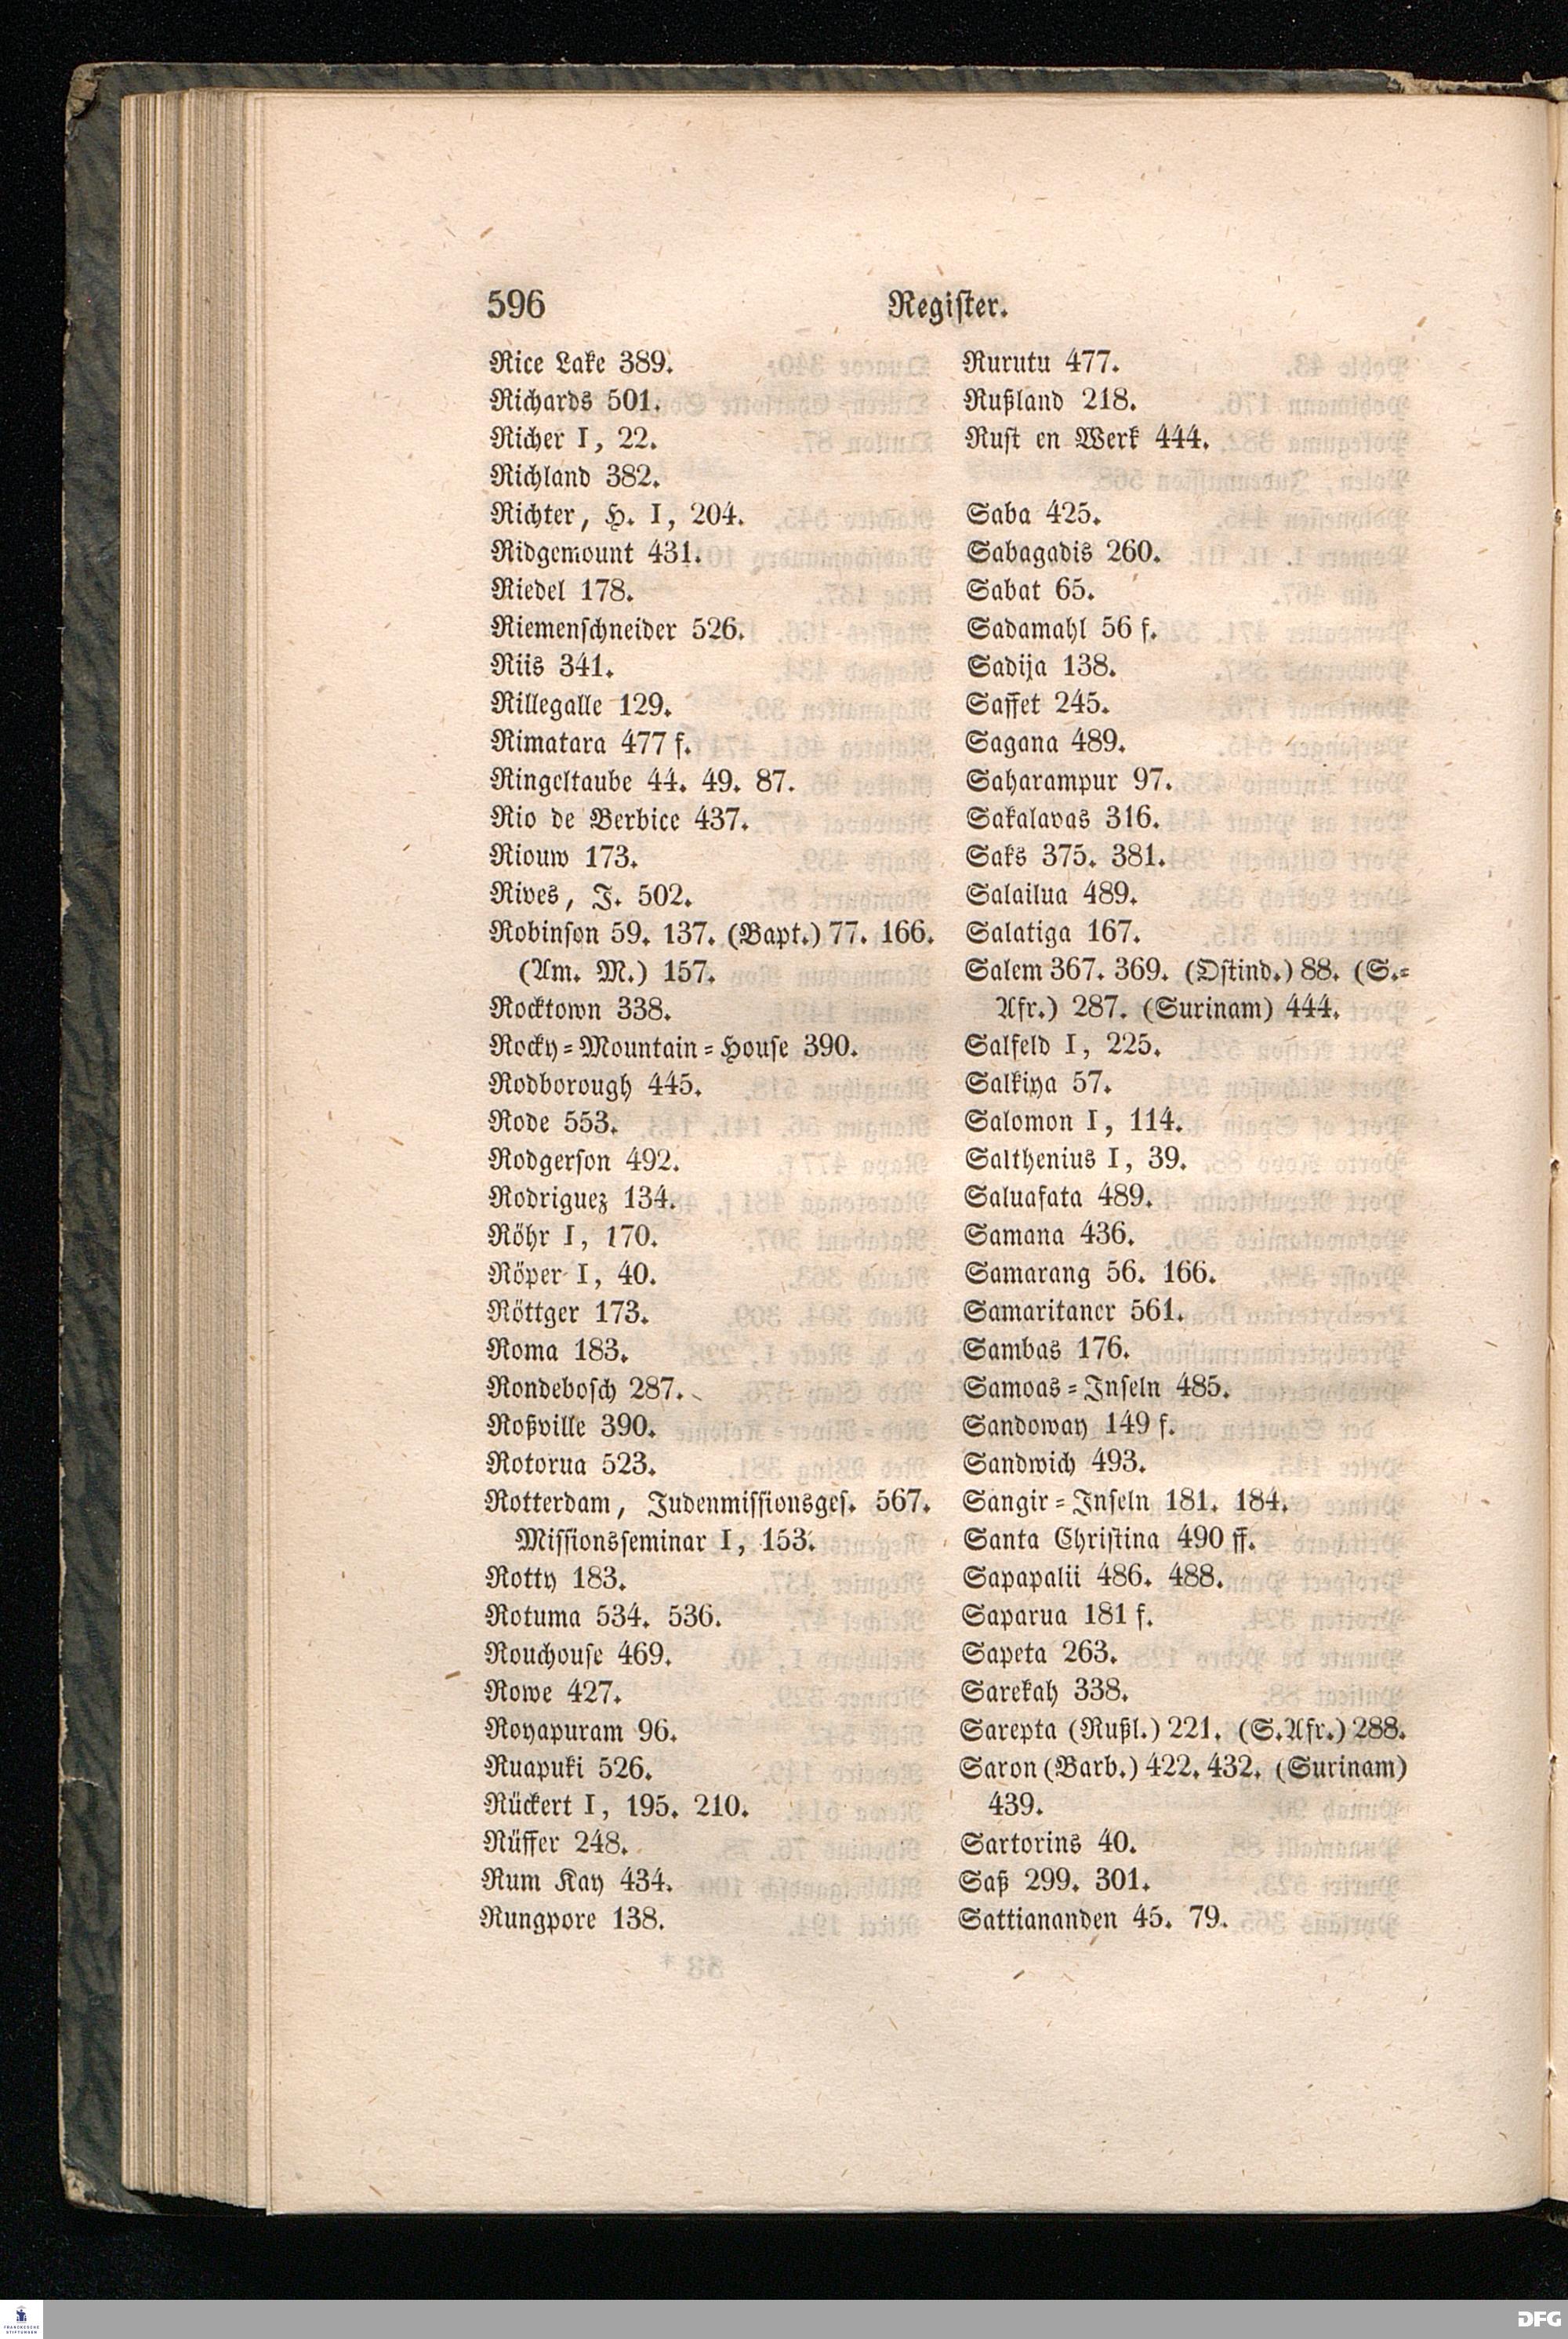 596
Register.
Rice Lake 389.
Richards 501.
Richer I, 22.
Richland 382.
Richter, H. I, 204.
Ridgemount 431.
Riedel 178.
Riemenschneider 526.
Riis 341.
Rillegalle 129.
Rimatara 477 f.
Ringeltaube 44. 49. 87.
Rio de Berbice 437.
Riouw 173.
Rives, J. 502.
Robinson 59. 137. (Bapt.) 77. 166.
(Am. M.) 157.
Rocktown 338.
Rocky=Mountain=House 390.
Rodborough 445.
Rode 553.
Rodgerson 492.
Rodriguez 134.
Röhr I, 170.
Röper I, 40.
Röttger 173.
Roma 183.
Rondebosch 287.
Roßville 390.
Rotorua 523.
Rotterdam, Judenmissionsges. 567.
Missionsseminar I, 153.
Rotty 183.
Rotuma 534. 536.
Rouchouse 469.
Rowe 427.
Royapuram 96.
Ruapuki 526.
Rückert I, 195. 210.
Rüffer 248.
Rum Kay 434.
Rungpore 138.
Rurutu 477.
Rußland 218.
Rust en Werk 444.
Saba 425.
Sabagadis 260.
Sabat 65.
Sadamahl 56 f.
Sadija 138.
Saffet 245.
Sagana 489.
Saharampur 97.
Sakalavas 316.
Saks 375. 381.
Salailua 489.
Salatiga 167.
Salem 367. 369. (Ostind.) 88. (S.=
Afr.) 287. (Surinam) 444.
Salfeld I, 225.
Salkiya 57.
Salomon I, 114.
Salthenius I, 39.
Saluafata 489.
Samana 436.
Samarang 56. 166.
Samaritaner 561.
Sambas 176.
Samoas=Inseln 485.
Sandoway 149 f.
Sandwich 493.
Sangir=Inseln 181. 184.
Santa Christina 490 ff.
Sapapalii 486. 488.
Saparua 181 f.
Sapeta 263.
Sarekah 338.
Sarepta (Rußl.) 221. (S.Afr.) 288.
Saron (Barb.) 422. 432. (Surinam)
439.
Sartorins 40.
Saß 299. 301.
Sattiananden 45. 79.
FRANCKESCHE
STIFTUNGEN
DFG